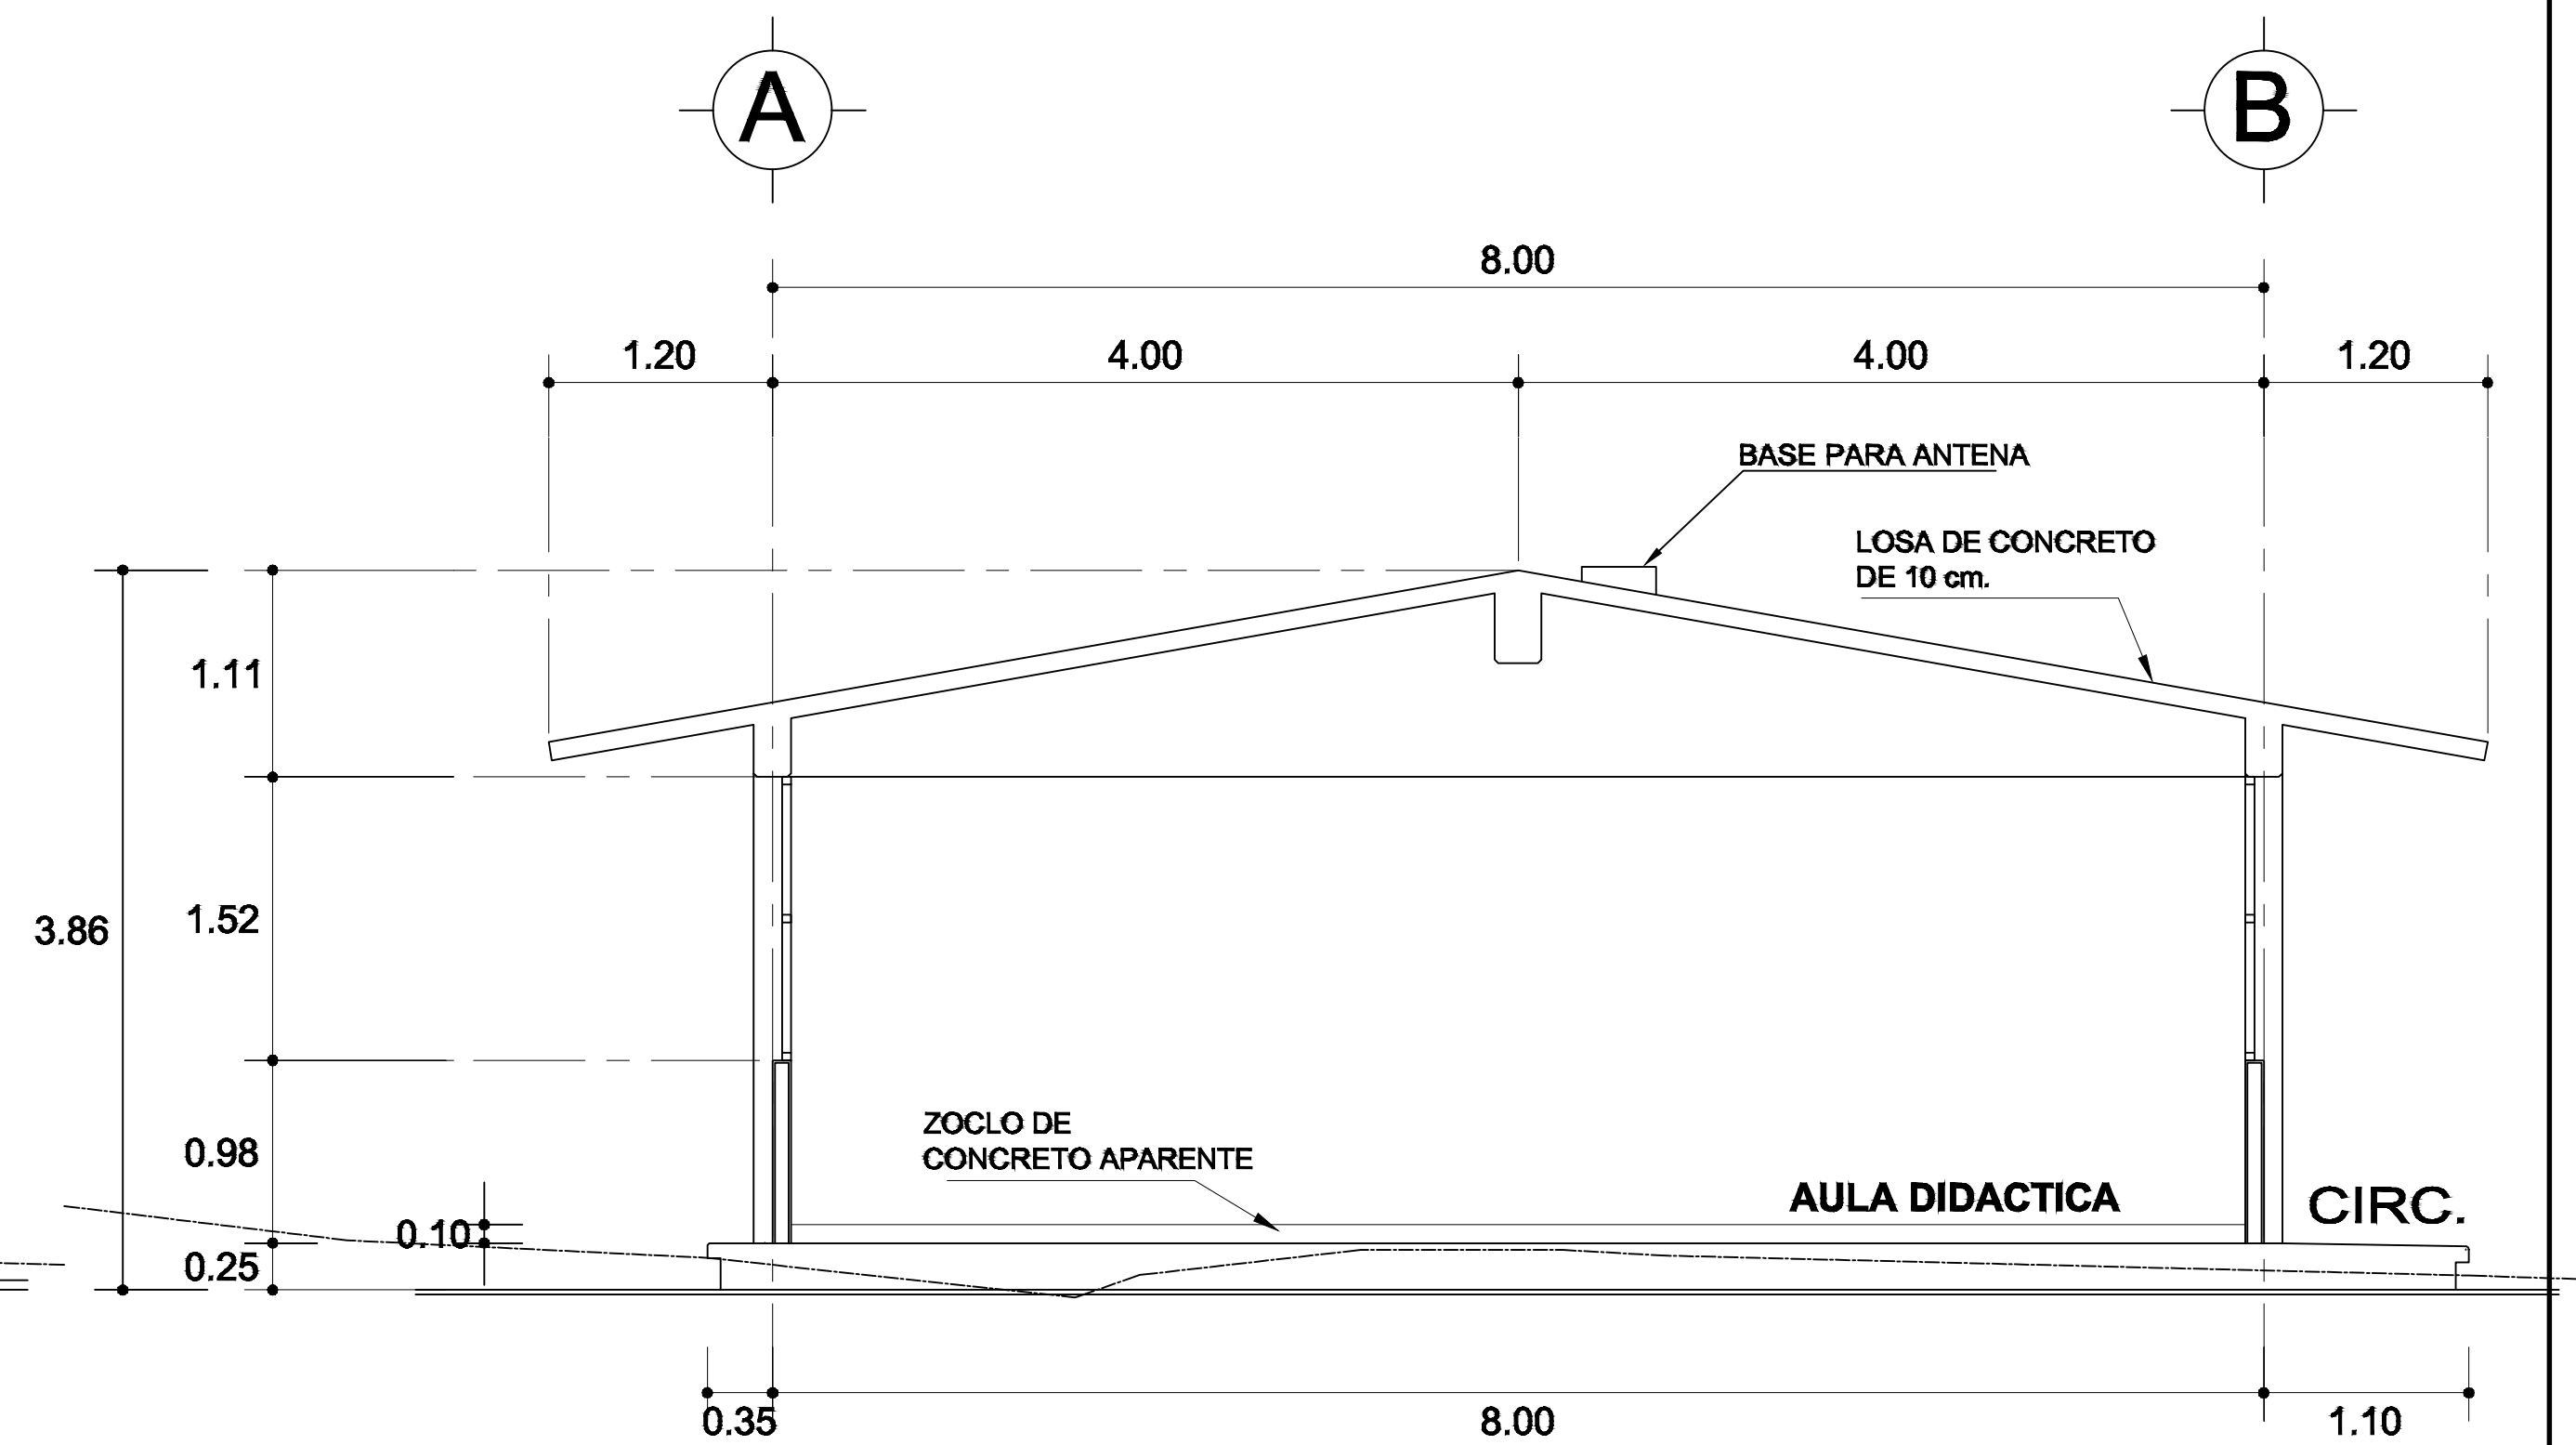 A
B
8.00
1.20
4.00
4.00
1.20
BASE PARA ANTENA
LOSA DE CONCRETO
DE 10 cm.
1.11
1.52
3.86
0.98
ZOCLO DE
CONCRETO APARENTE
AULA DIDACTICA
CIRC.
0.10
0.25
0.35
8.00
1.10